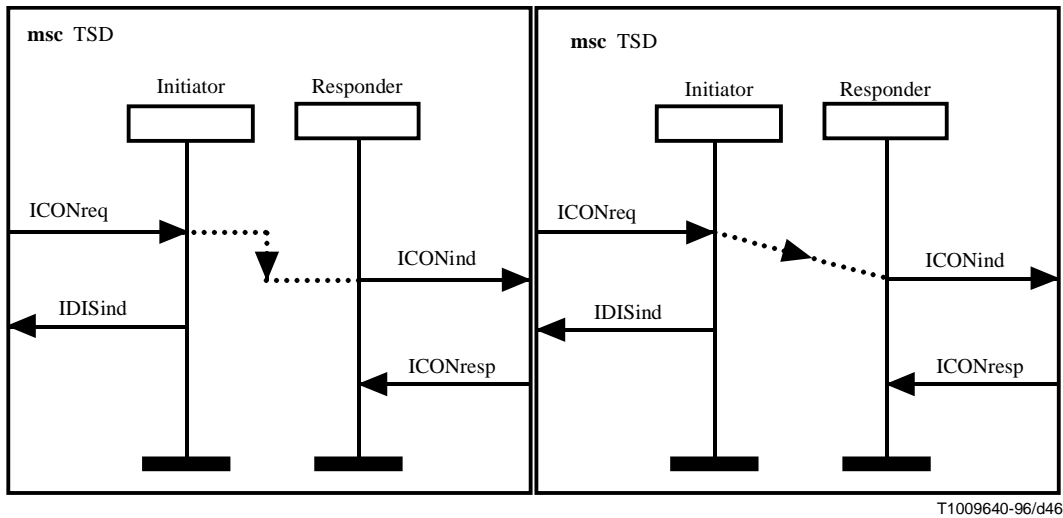 msc TSD
Initiator
Responder
ICONreq
ICONind
IDISind
ICONresp
msc TSD
Initiator
Responder
ICONreq
ICONind
IDISind
ICONresp
T1009640-96/d46